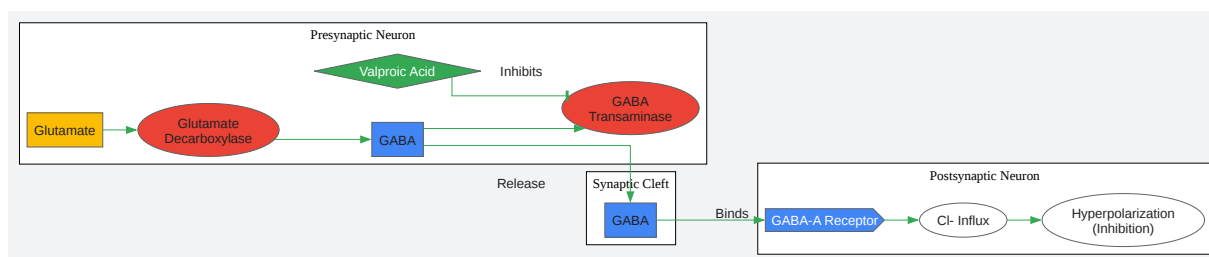 Presynaptic Neuron
Valproic Acid
Inhibits
GABA
Transaminase
Glutamate
Glutamate
Decarboxylase
GABA
Release
Synaptic Cleft
GABA
Binds
Postsynaptic Neuron
GABA-A Receptor
Cl- Influx
Hyperpolarization
(Inhibition)